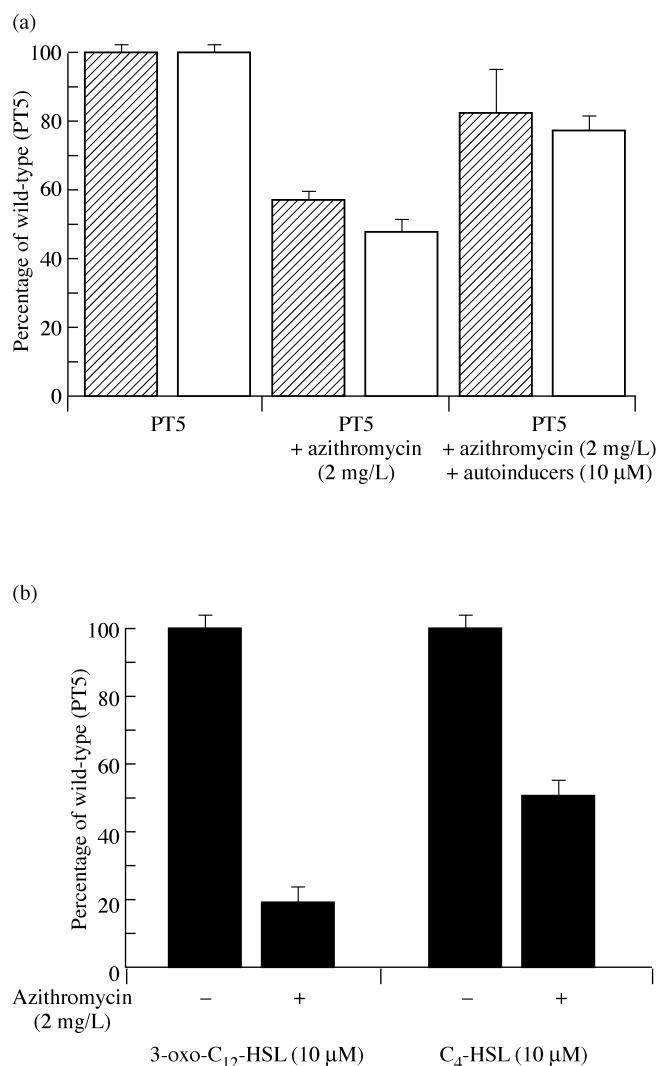 (a)
Percentage of wild-type (PT5)
100
80
60
40
20
0
PT5
PT5
+ azithromycin
(2 mg/L)
PT5
+ azithromycin (2 mg/L)
+ autoinducers (10 µM)
(b)
Percentage of wild-type (PT5)
100
80
60
40
20
0
Azithromycin
(2 mg/L)
– + – +
3-oxo-C₁₂-HSL (10 µM) C₄-HSL (10 µM)